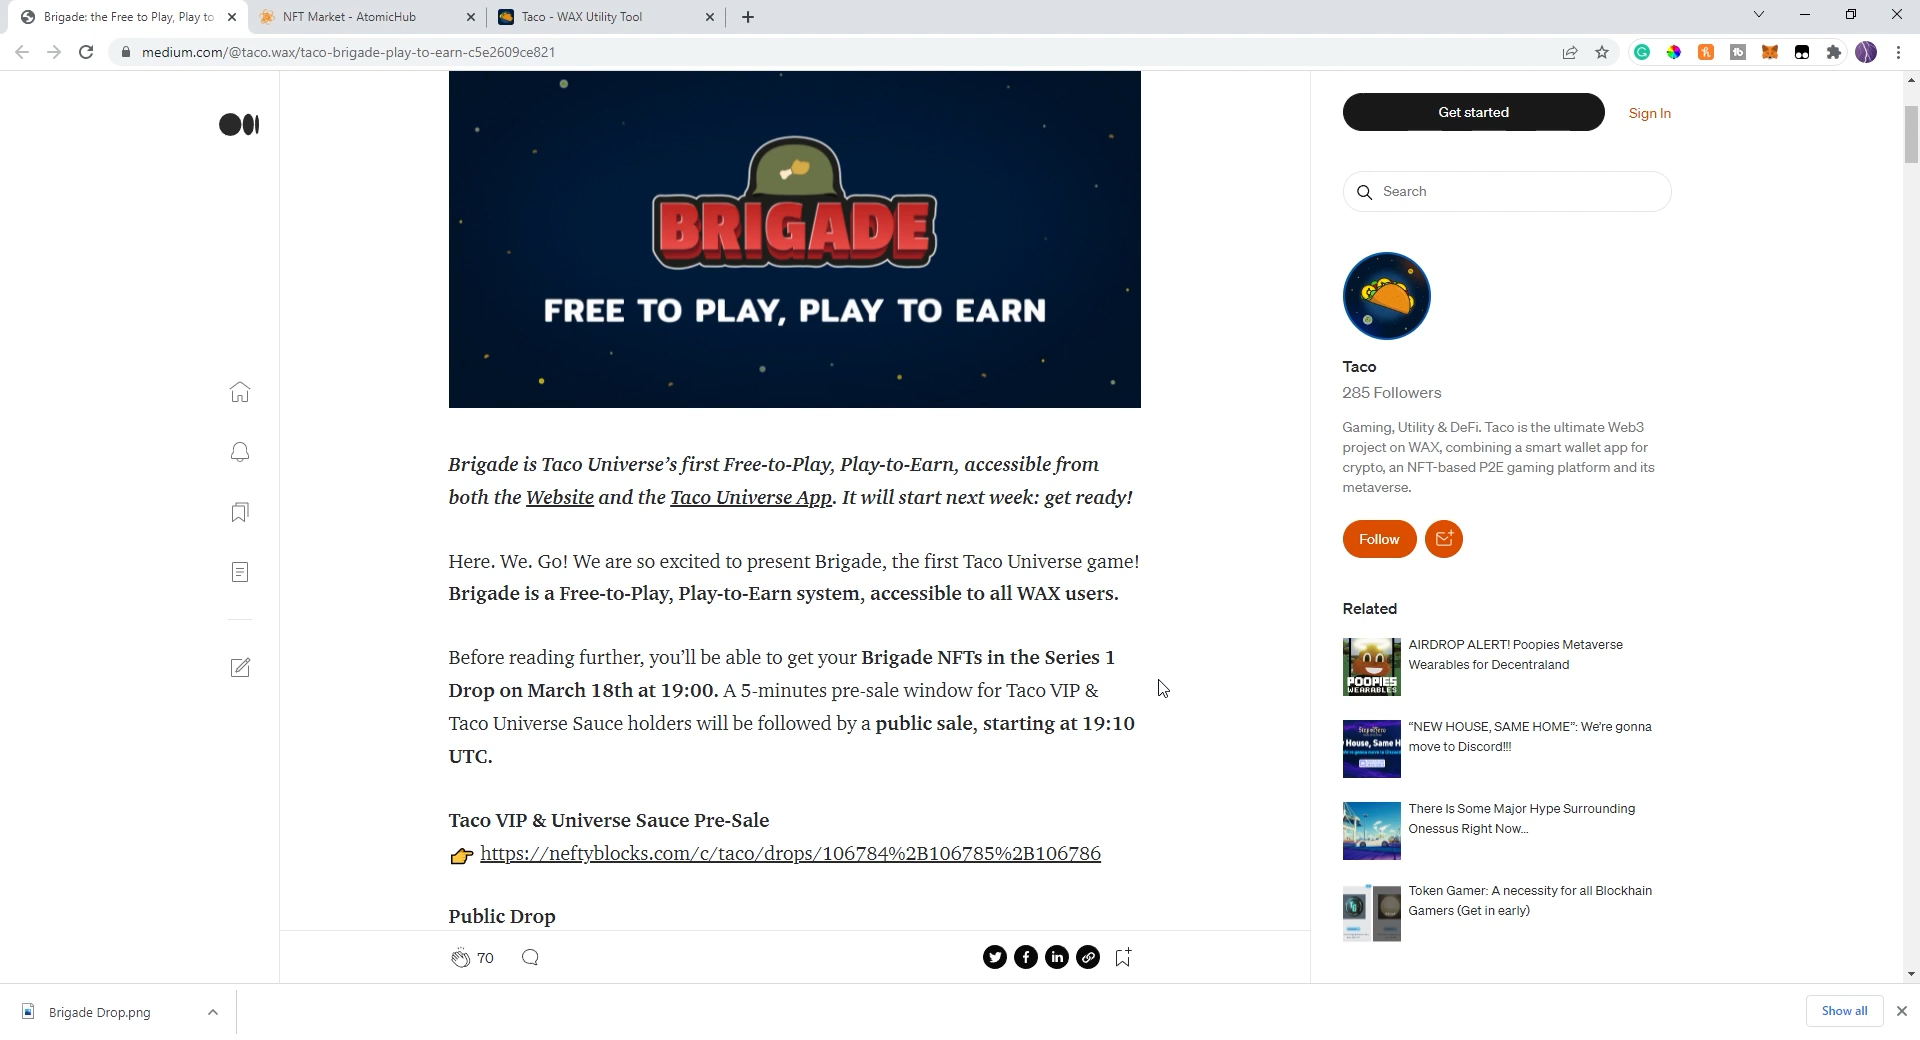 Brigade: the Free to Play, Play to
NFT Market - AtomicHub
Taco - WAX Utility Tool
medium.com/@taco.wax/taco-brigade-play-to-earn-c5e2609ce821
BRIGADE
FREE TO PLAY, PLAY TO EARN
Brigade is Taco Universe’s first Free-to-Play, Play-to-Earn, accessible from
both the Website and the Taco Universe App. It will start next week: get ready!
Here. We. Go! We are so excited to present Brigade, the first Taco Universe game!
Brigade is a Free-to-Play, Play-to-Earn system, accessible to all WAX users.
Before reading further, you’ll be able to get your Brigade NFTs in the Series 1
Drop on March 18th at 19:00. A 5-minutes pre-sale window for Taco VIP &
Taco Universe Sauce holders will be followed by a public sale, starting at 19:10
UTC.
Taco VIP & Universe Sauce Pre-Sale
👉 https://neftyblocks.com/c/taco/drops/106784%2B106785%2B106786
Public Drop
70
Get started
Sign In
Search
Taco
285 Followers
Gaming, Utility & DeFi. Taco is the ultimate Web3
project on WAX, combining a smart wallet app for
crypto, an NFT-based P2E gaming platform and its
metaverse.
Follow
Related
AIRDROP ALERT! Poopies Metaverse
Wearables for Decentraland
POOPIES
WEARABLES
“NEW HOUSE, SAME HOME”: We’re gonna
move to Discord!!!
House, Same H
There Is Some Major Hype Surrounding
Onessus Right Now...
Token Gamer: A necessity for all Blockhain
Gamers (Get in early)
Brigade Drop.png
Show all